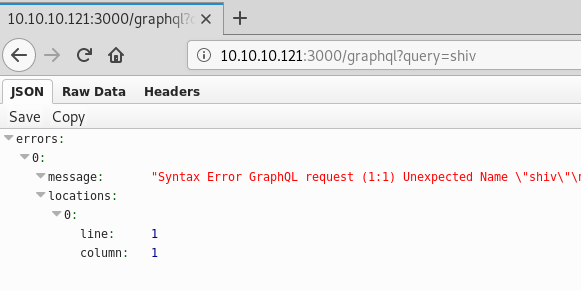 10.10.10.121:3000/graphql?
10.10.10.121:3000/graphql?query=shiv
JSON Raw Data Headers
Save Copy
errors:
0:
message: "Syntax Error GraphQL request (1:1) Unexpected Name \"shiv\"\
locations:
0:
line: 1
column: 1